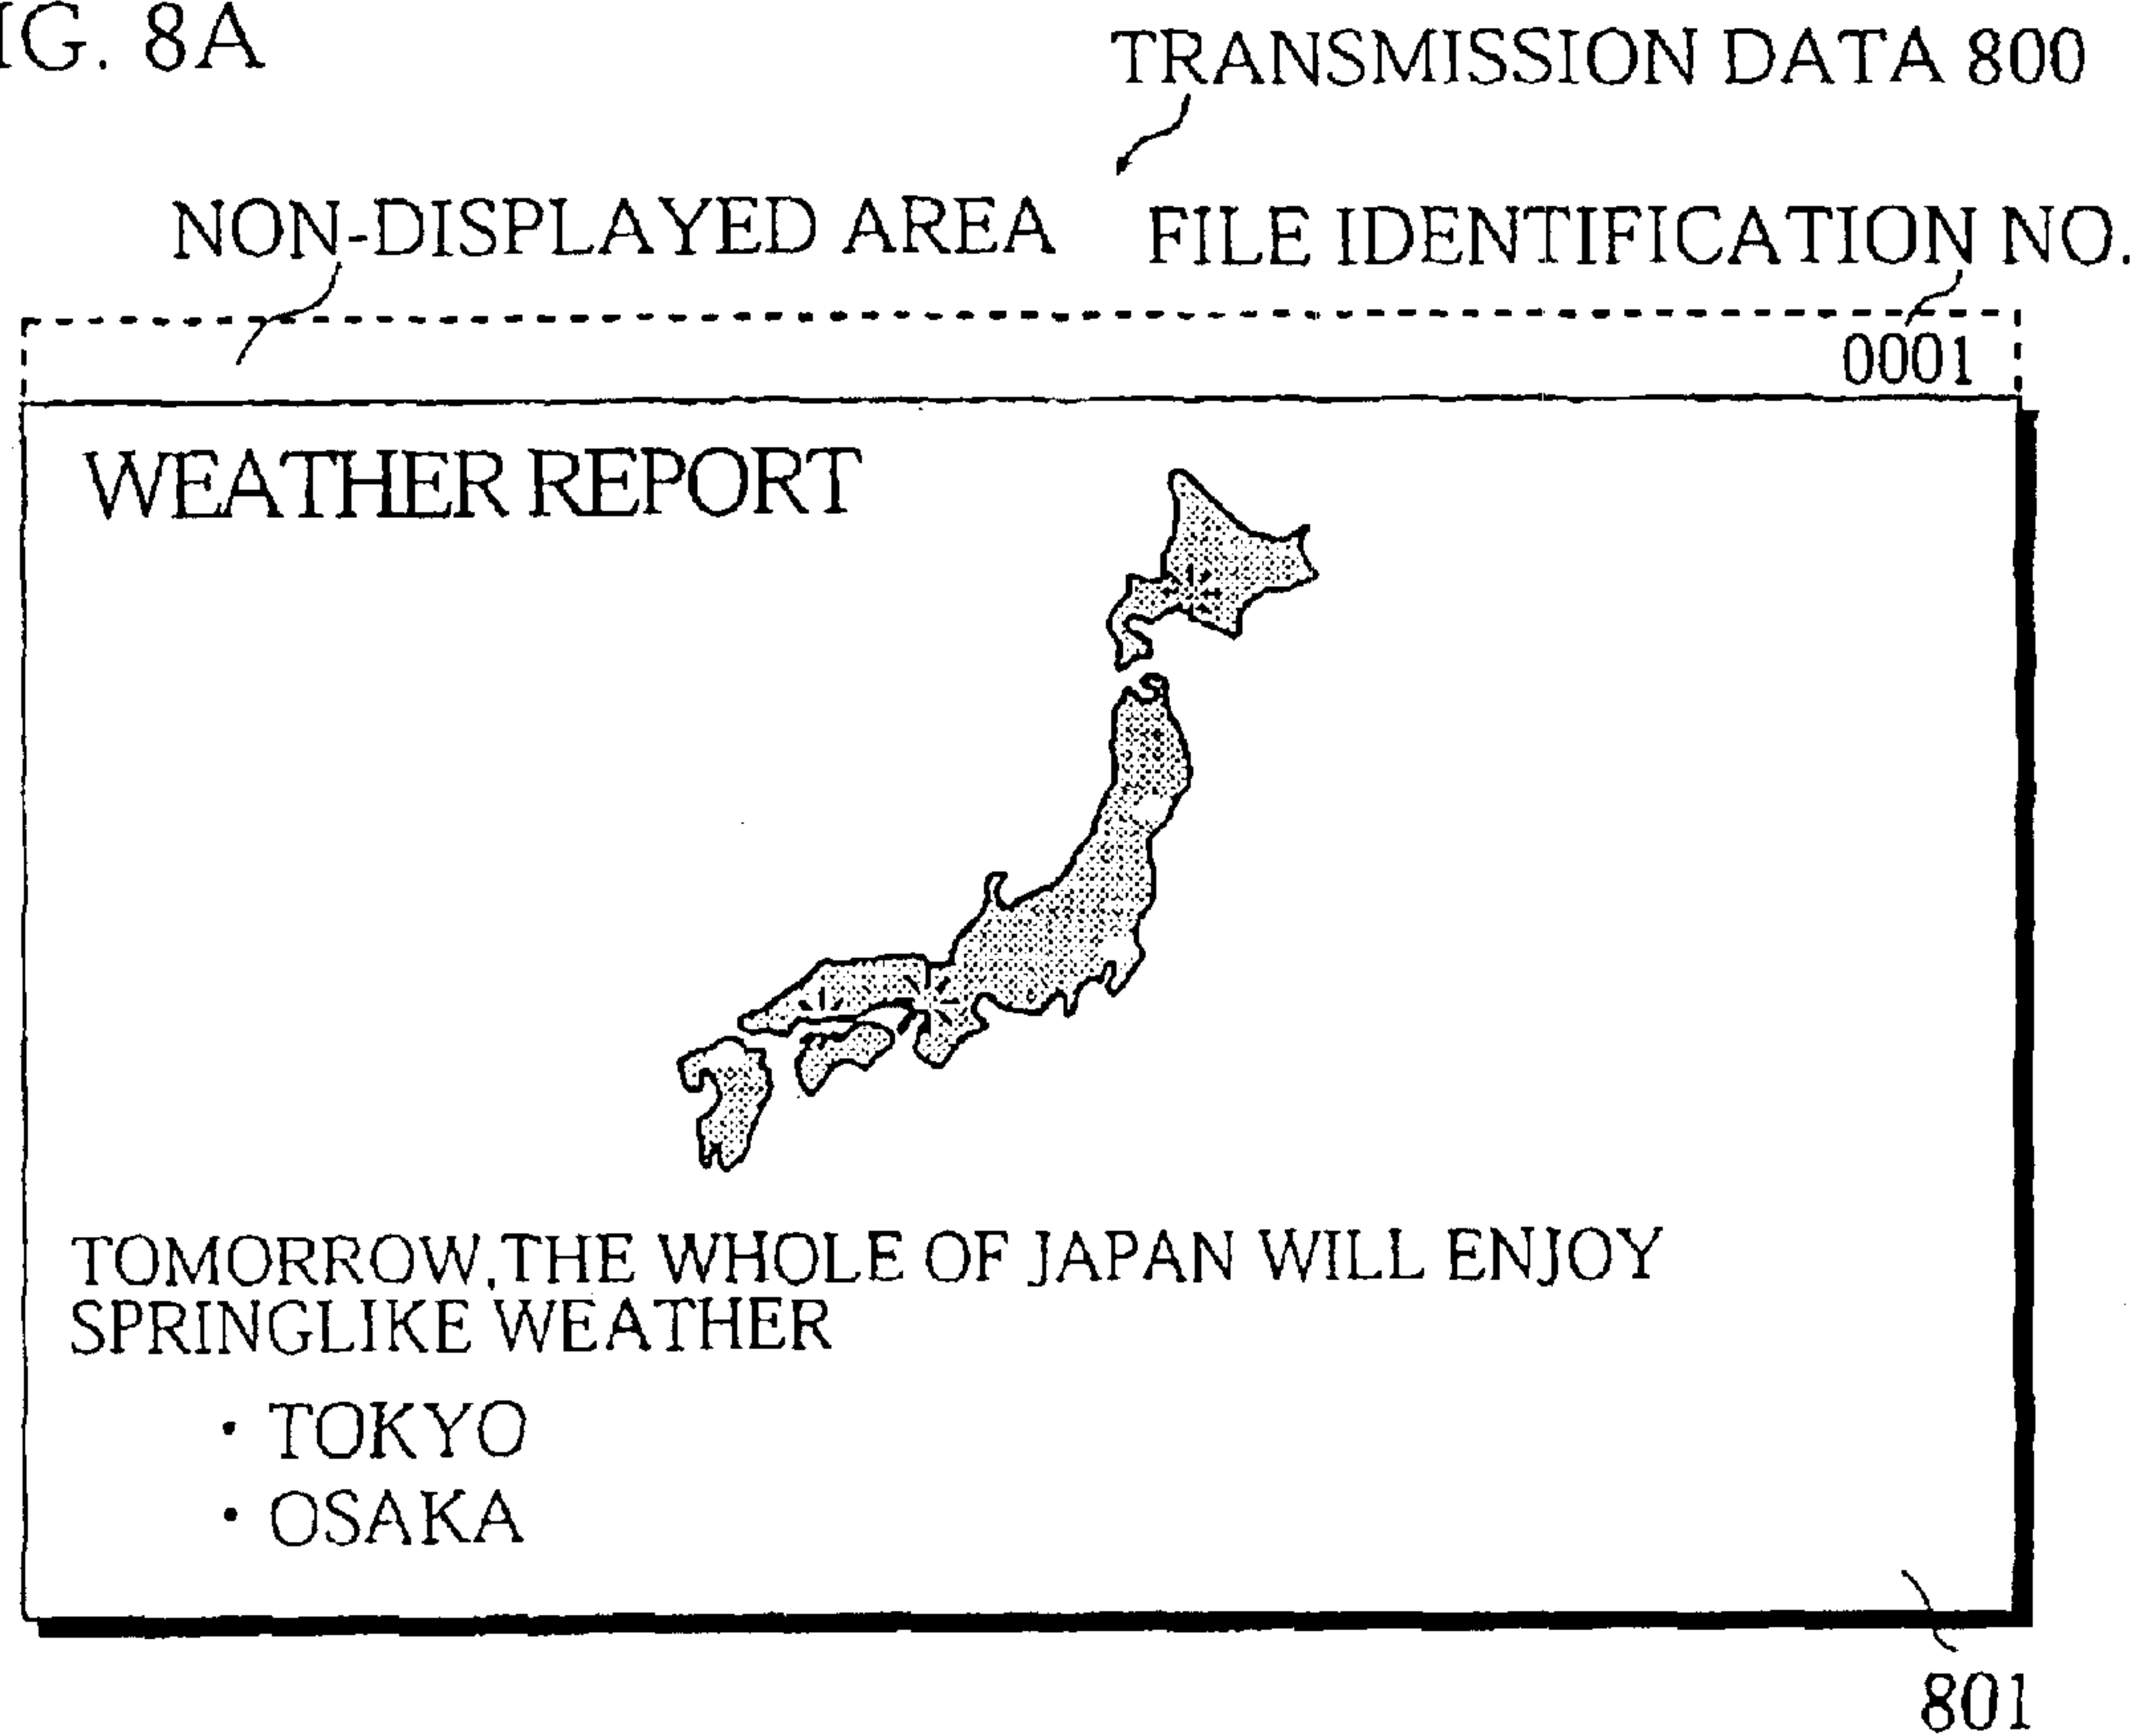 IG. 8A
TRANSMISSION DATA 800
NON-DISPLAYED AREA
FILE IDENTIFICATION NO.
0001
WEATHER REPORT
TOMORROW,THE WHOLE OF JAPAN WILL ENJOY
SPRINGLIKE WEATHER
・TOKYO
・OSAKA
801